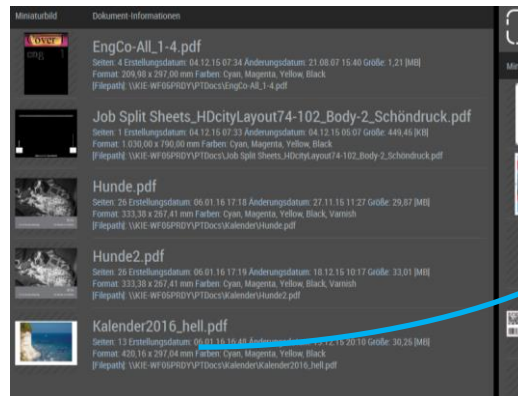 Miniaturbild Dokument-Informationen
EngCo-All_1-4.pdf
Seiten: 4 Erstellungsdatum: 04.12.15 07:34 Änderungsdatum: 21.08.07 15:40 Größe: 1,21 [MB]
Format: 209,98 x 297,00 mm Farben: Cyan, Magenta, Yellow, Black
[Filepath] \\KIE-WF05PRDY\PTDocs\EngCo-All_1-4.pdf
Job Split Sheets_HDcityLayout74-102_Body-2_Schöndruck.pdf
Seiten: 1 Erstellungsdatum: 04.12.15 07:33 Änderungsdatum: 04.12.15 05:07 Größe: 449,45 [KB]
Format: 1.030,00 x 790,00 mm Farben: Cyan, Magenta, Yellow, Black
[Filepath] \\KIE-WF05PRDY\PTDocs\Job Split Sheets_HDcityLayout74-102_Body-2_Schöndruck.pdf
Hunde.pdf
Seiten: 26 Erstellungsdatum: 06.01.16 17:18 Änderungsdatum: 27.11.15 11:27 Größe: 29,87 [MB]
Format: 333,38 x 267,41 mm Farben: Cyan, Magenta, Yellow, Black, Varnish
[Filepath] \\KIE-WF05PRDY\PTDocs\Kalender\Hunde.pdf
Hunde2.pdf
Seiten: 26 Erstellungsdatum: 06.01.16 17:19 Änderungsdatum: 18.12.15 10:17 Größe: 33,01 [MB]
Format: 333,38 x 267,41 mm Farben: Cyan, Magenta, Yellow, Black, Varnish
[Filepath] \\KIE-WF05PRDY\PTDocs\Kalender\Hunde2.pdf
Kalender2016_hell.pdf
Seiten: 13 Erstellungsdatum: 06.01.16 16:48 Änderungsdatum: 20:10 Größe: 30,25 [MB]
Format: 420,16 x 297,04 mm Farben: Cyan, Magenta, Yellow, Black
[Filepath] \\KIE-WF05PRDY\PTDocs\Kalender\Kalender2016_hell.pdf